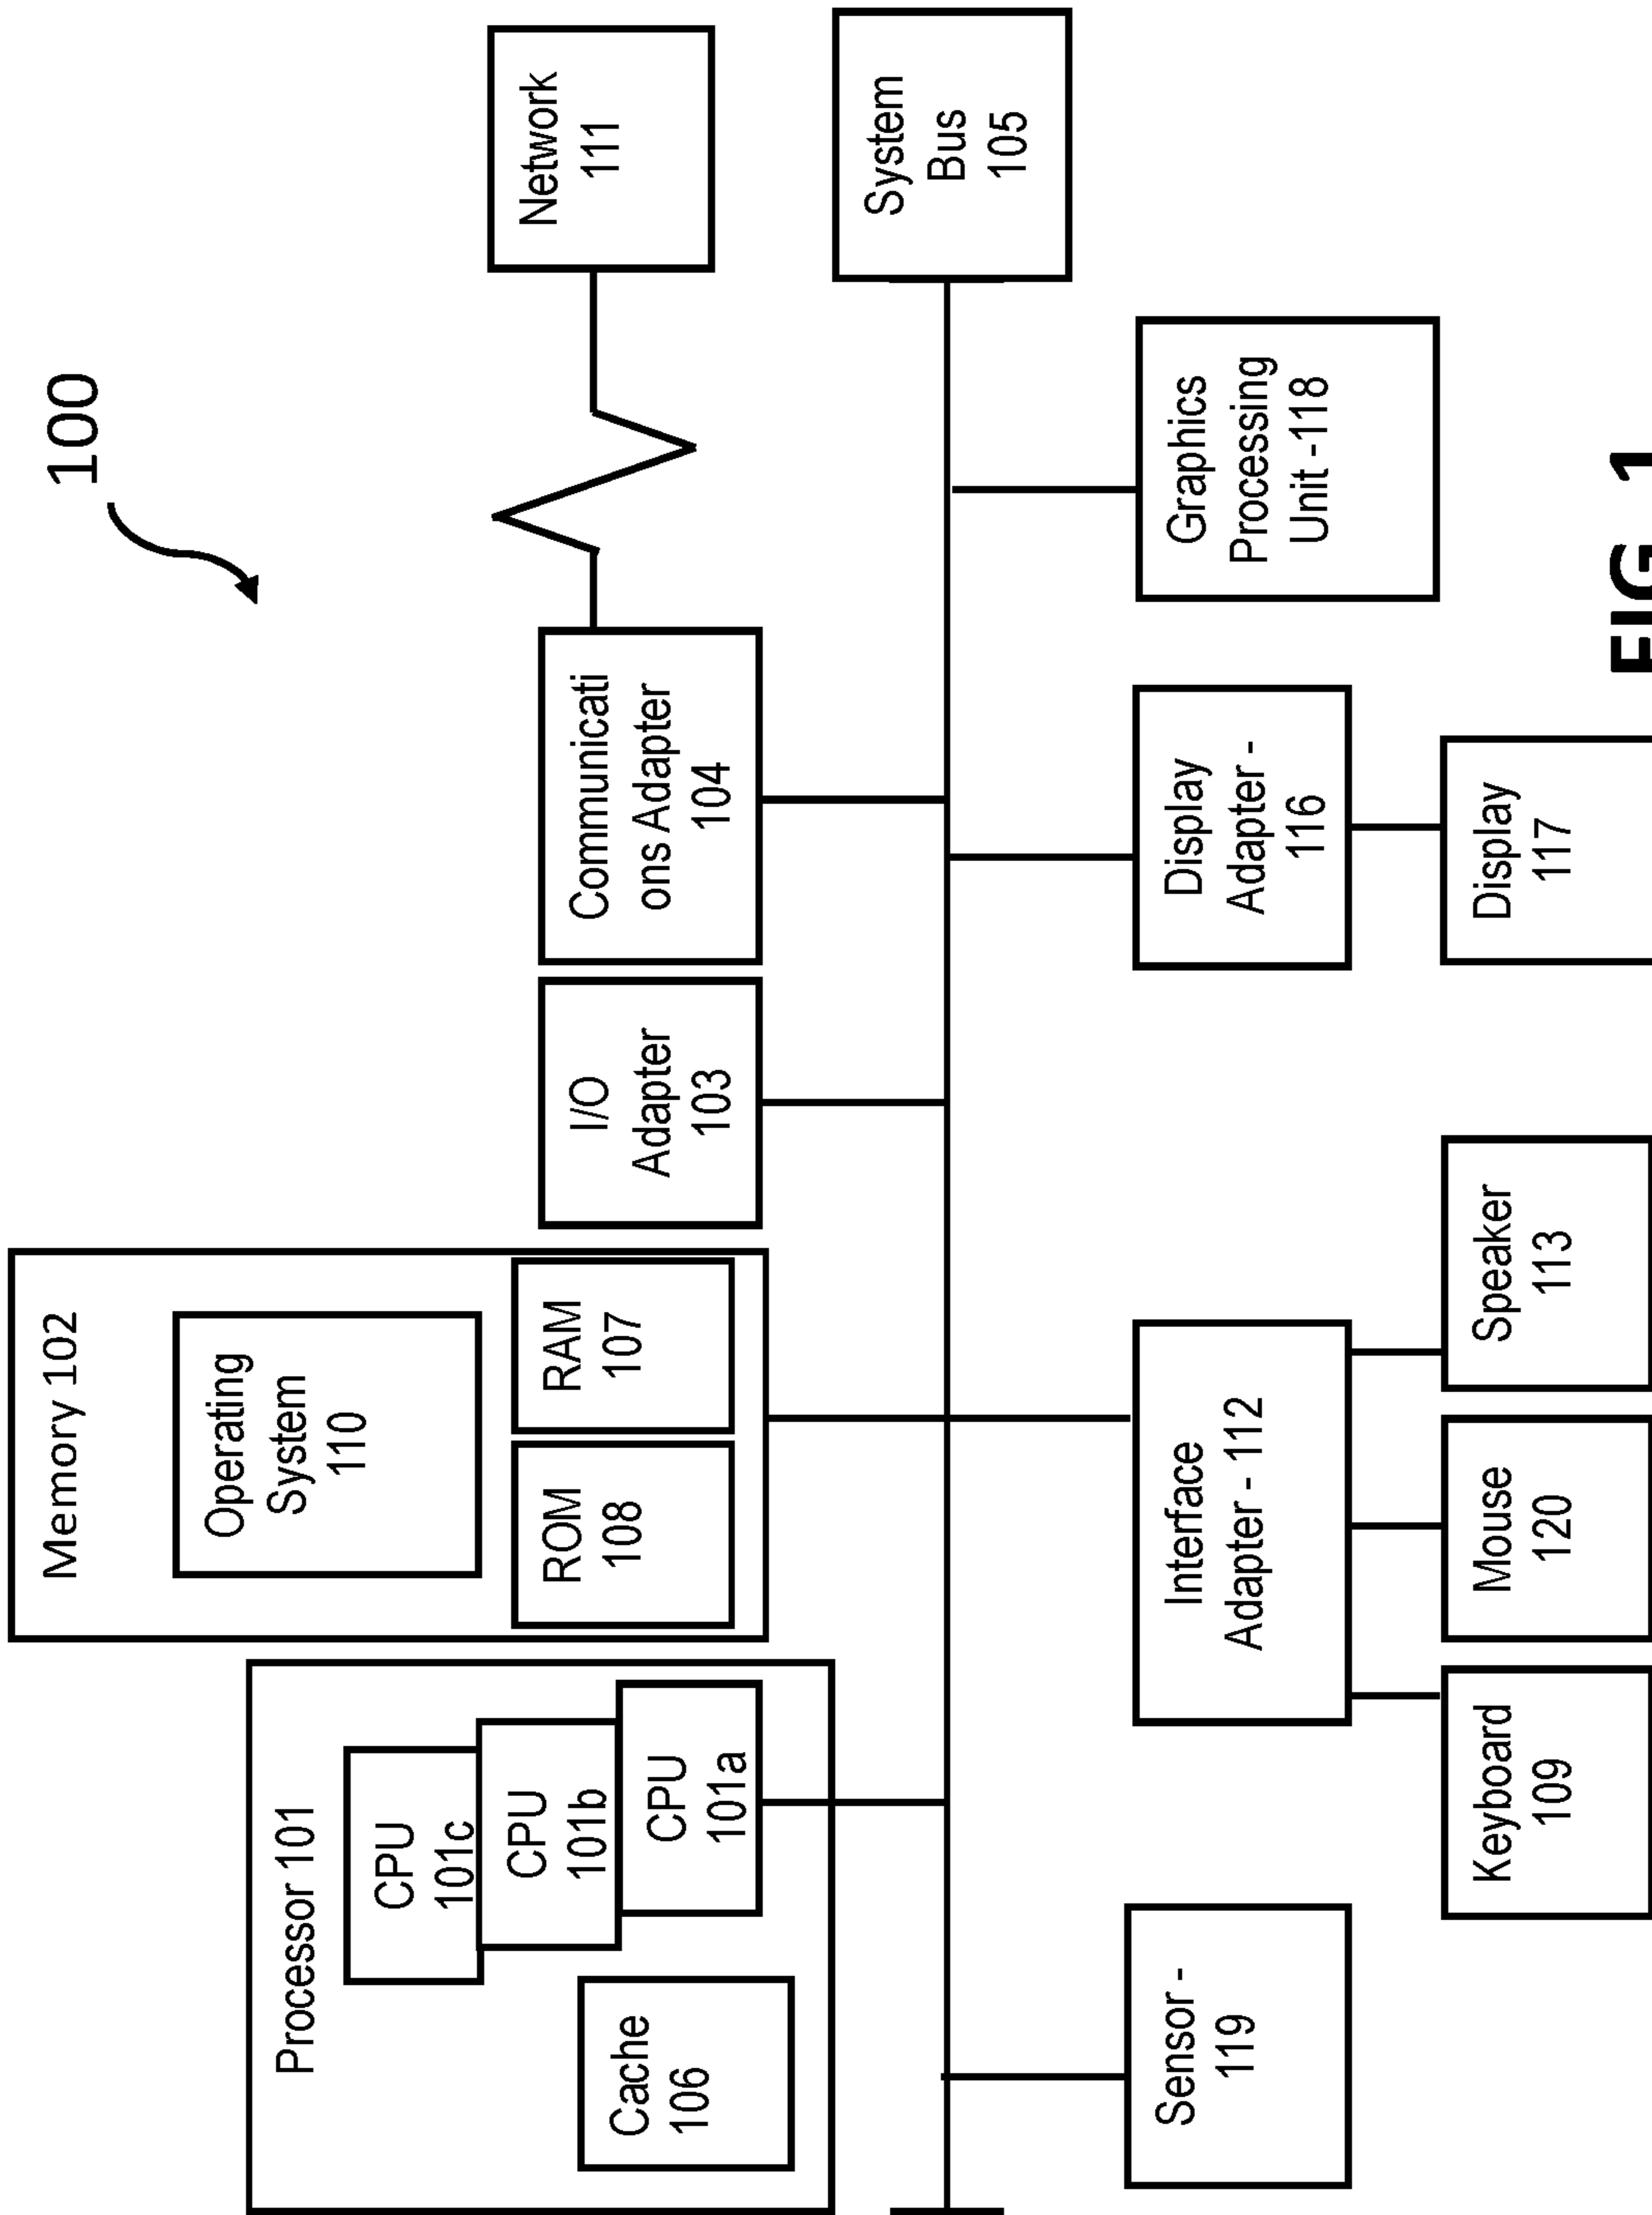 100
Memory 102
Operating
System
110
ROM
108
RAM
107
Processor 101
CPU
101c
CPU
101b
CPU
101a
Cache
106
I/O
Adapter
103
Communicati
ons Adapter
104
Network
111
System
Bus
105
Sensor -
119
Interface
Adapter - 112
Display
Adapter -
116
Graphics
Processing
Unit -118
Keyboard
109
Mouse
120
Speaker
113
Display
117
FIG. 1